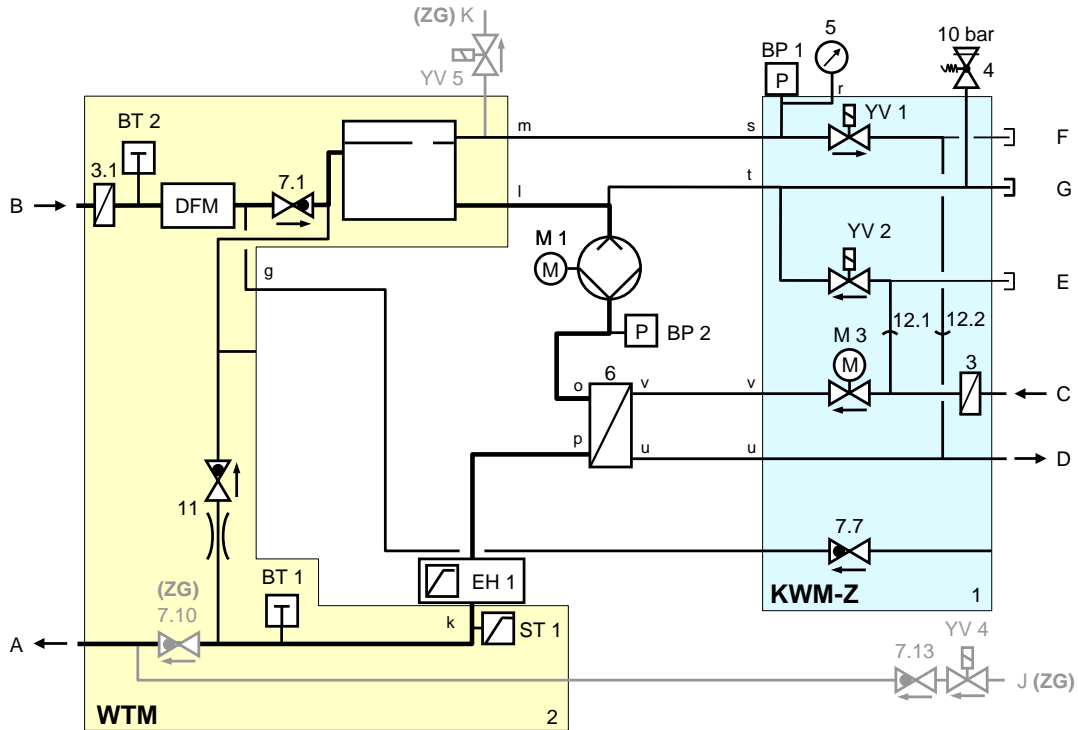 (ZG) K
YV 5
5
10 bar
BP 1
P
4
r
YV 1
BT 2
m
s
F
3.1
7.1
t
B
DFM
l
G
YV 2
M 1
M
g
E
12.1
12.2
P
BP 2
M 3
M
3
6
o
v
v
C
p
u
u
D
11
7.7
EH 1
BT 1
(ZG)
7.10
KWM-Z
1
k
ST 1
A
YV 4
7.13
J (ZG)
WTM
2